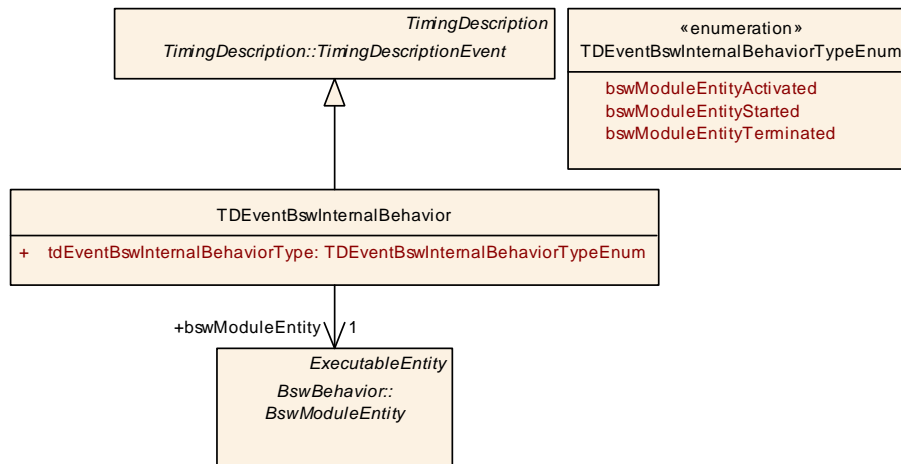 TimingDescription
TimingDescription::TimingDescriptionEvent
«enumeration»
TDEventBswInternalBehaviorTypeEnum
bswModuleEntityActivated
bswModuleEntityStarted
bswModuleEntityTerminated
TDEventBswInternalBehavior
+ tdEventBswInternalBehaviorType: TDEventBswInternalBehaviorTypeEnum
+bswModuleEntity 1
ExecutableEntity
BswBehavior::
BswModuleEntity